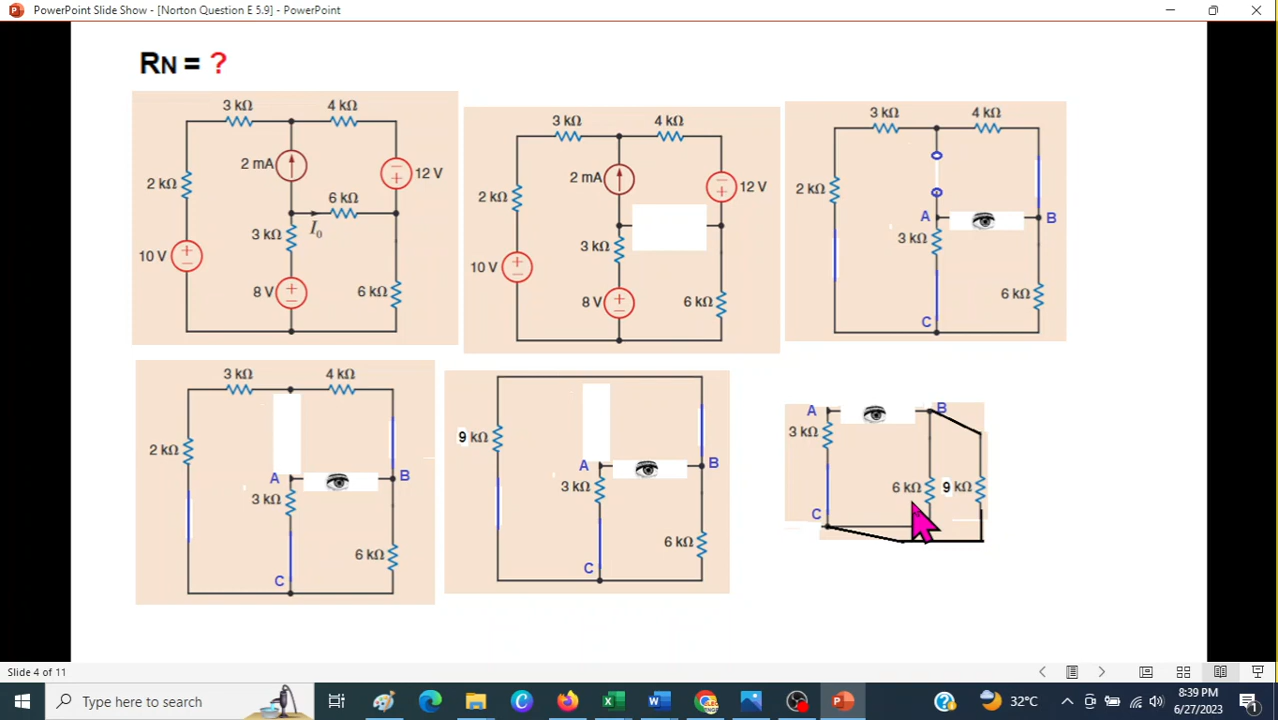 PowerPoint Slide Show - [Norton Question E 5.9] - PowerPoint
RN = ?
3 kΩ
4 kΩ
2 mA
12 V
2 kΩ
6 kΩ
I0
3 kΩ
10 V
8 V
6 kΩ
3 kΩ
4 kΩ
2 mA
12 V
2 kΩ
3 kΩ
10 V
8 V
6 kΩ
3 kΩ
4 kΩ
2 kΩ
A
B
3 kΩ
6 kΩ
C
3 kΩ
4 kΩ
2 kΩ
A
B
3 kΩ
6 kΩ
C
9 kΩ
A
B
3 kΩ
6 kΩ
C
A
B
3 kΩ
6 kΩ
9 kΩ
C
Slide 4 of 11
Type here to search
32°C
8:39 PM
6/27/2023